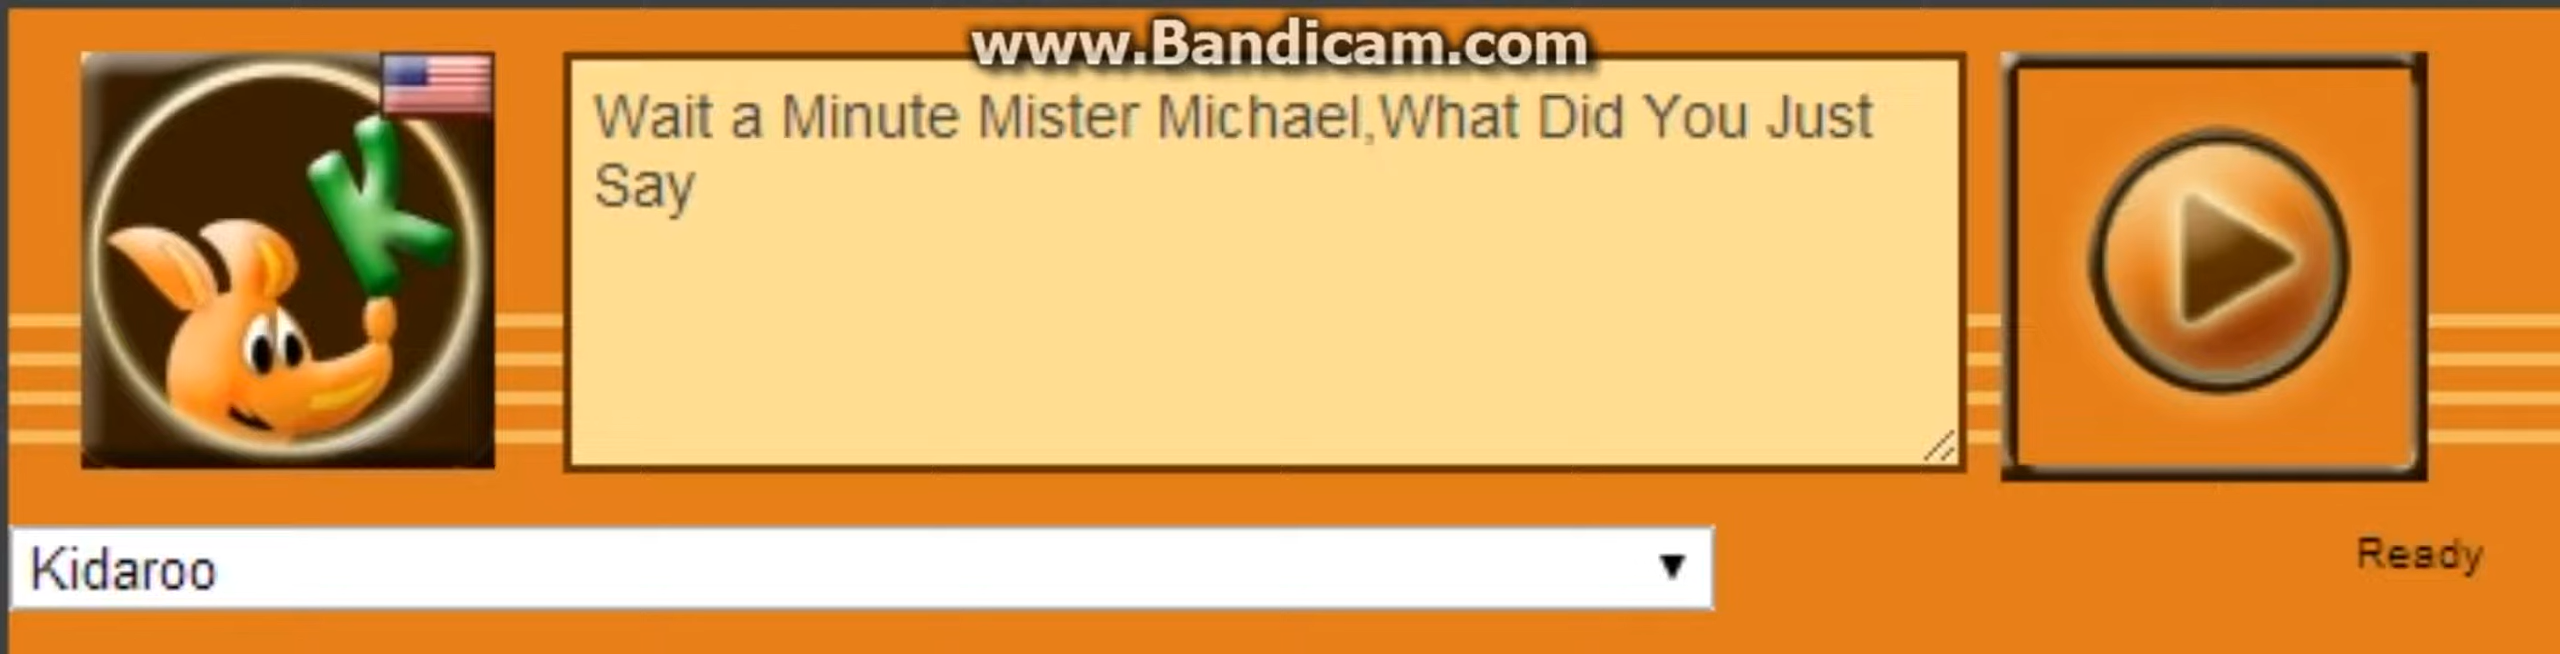 www.Bandicam.com
Wait a Minute Mister Michael,What Did You Just
Say
K
Kidaroo
Ready